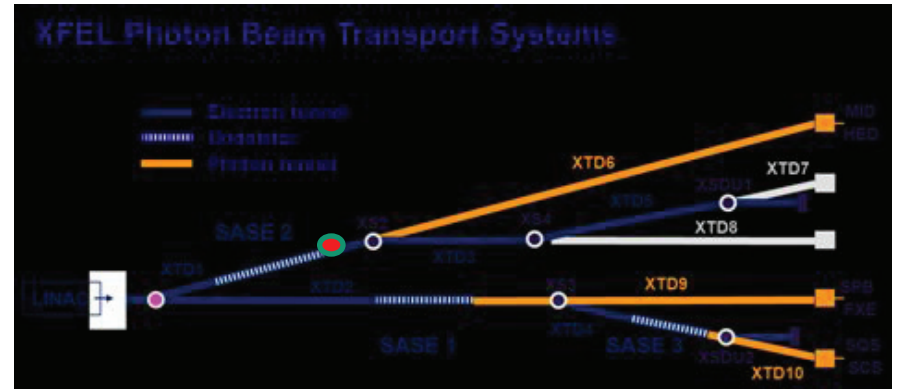 XFEL Photon Beam Transport Systems
Electron tunnel
Undulator
Photon tunnel
MID
HED
XTD6
XTD7
XSDU1
XTD5
XS2
XS4
XTD8
SASE 2
XTD3
XTD1
XTD2
LINAC
XS3
XTD9
SPB
FXE
XTD4
SASE 1
SASE 3
XSDU2
SQS
SCS
XTD10